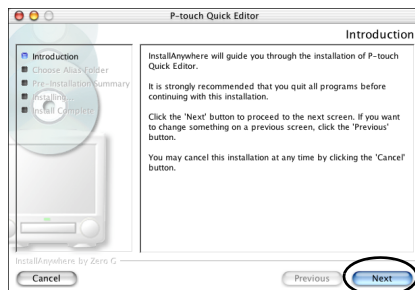 P-touch Quick Editor
Introduction
Introduction
Choose Alias Folder
Pre-Installation Summary
Installing...
Install Complete
InstallAnywhere will guide you through the installation of P-touch
Quick Editor.
It is strongly recommended that you quit all programs before
continuing with this installation.
Click the 'Next' button to proceed to the next screen. If you want
to change something on a previous screen, click the 'Previous'
button.
You may cancel this installation at any time by clicking the 'Cancel'
button.
InstallAnywhere by Zero G
Cancel
Previous
Next